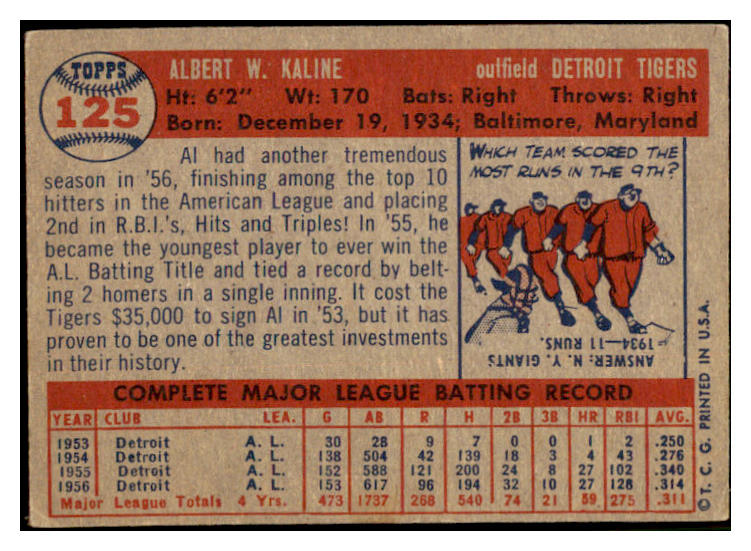 TOPPS
125
ALBERT W. KALINE outfield DETROIT TIGERS
Ht: 6'2" Wt: 170 Bats: Right Throws: Right
Born: December 19, 1934; Baltimore, Maryland
Al had another tremendous
season in '56, finishing among the top 10
hitters in the American League and placing
2nd in R.B.I.'s, Hits and Triples! In '55, he
became the youngest player to ever win the
A.L. Batting Title and tied a record by belt-
ing 2 homers in a single inning. It cost the
Tigers $35,000 to sign Al in '53, but it has
proven to be one of the greatest investments
in their history.
WHICH TEAM SCORED THE
MOST RUNS IN THE 9TH?
ANSWER: N. Y. GIANTS
-1934-11 RUNS.
COMPLETE MAJOR LEAGUE BATTING RECORD
YEAR CLUB LEA. G AB R H 2B 3B HR RBI AVG.
1953 Detroit A. L. 30 28 9 7 0 0 1 2 .250
1954 Detroit A. L. 138 504 42 139 18 3 4 43 .276
1955 Detroit A. L. 152 588 121 200 24 8 27 102 .340
1956 Detroit A. L. 153 617 96 194 32 10 27 128 .314
Major League Totals 4 Yrs. 473 1737 268 540 74 21 59 275 .311
© T. C. G. PRINTED IN U.S.A.